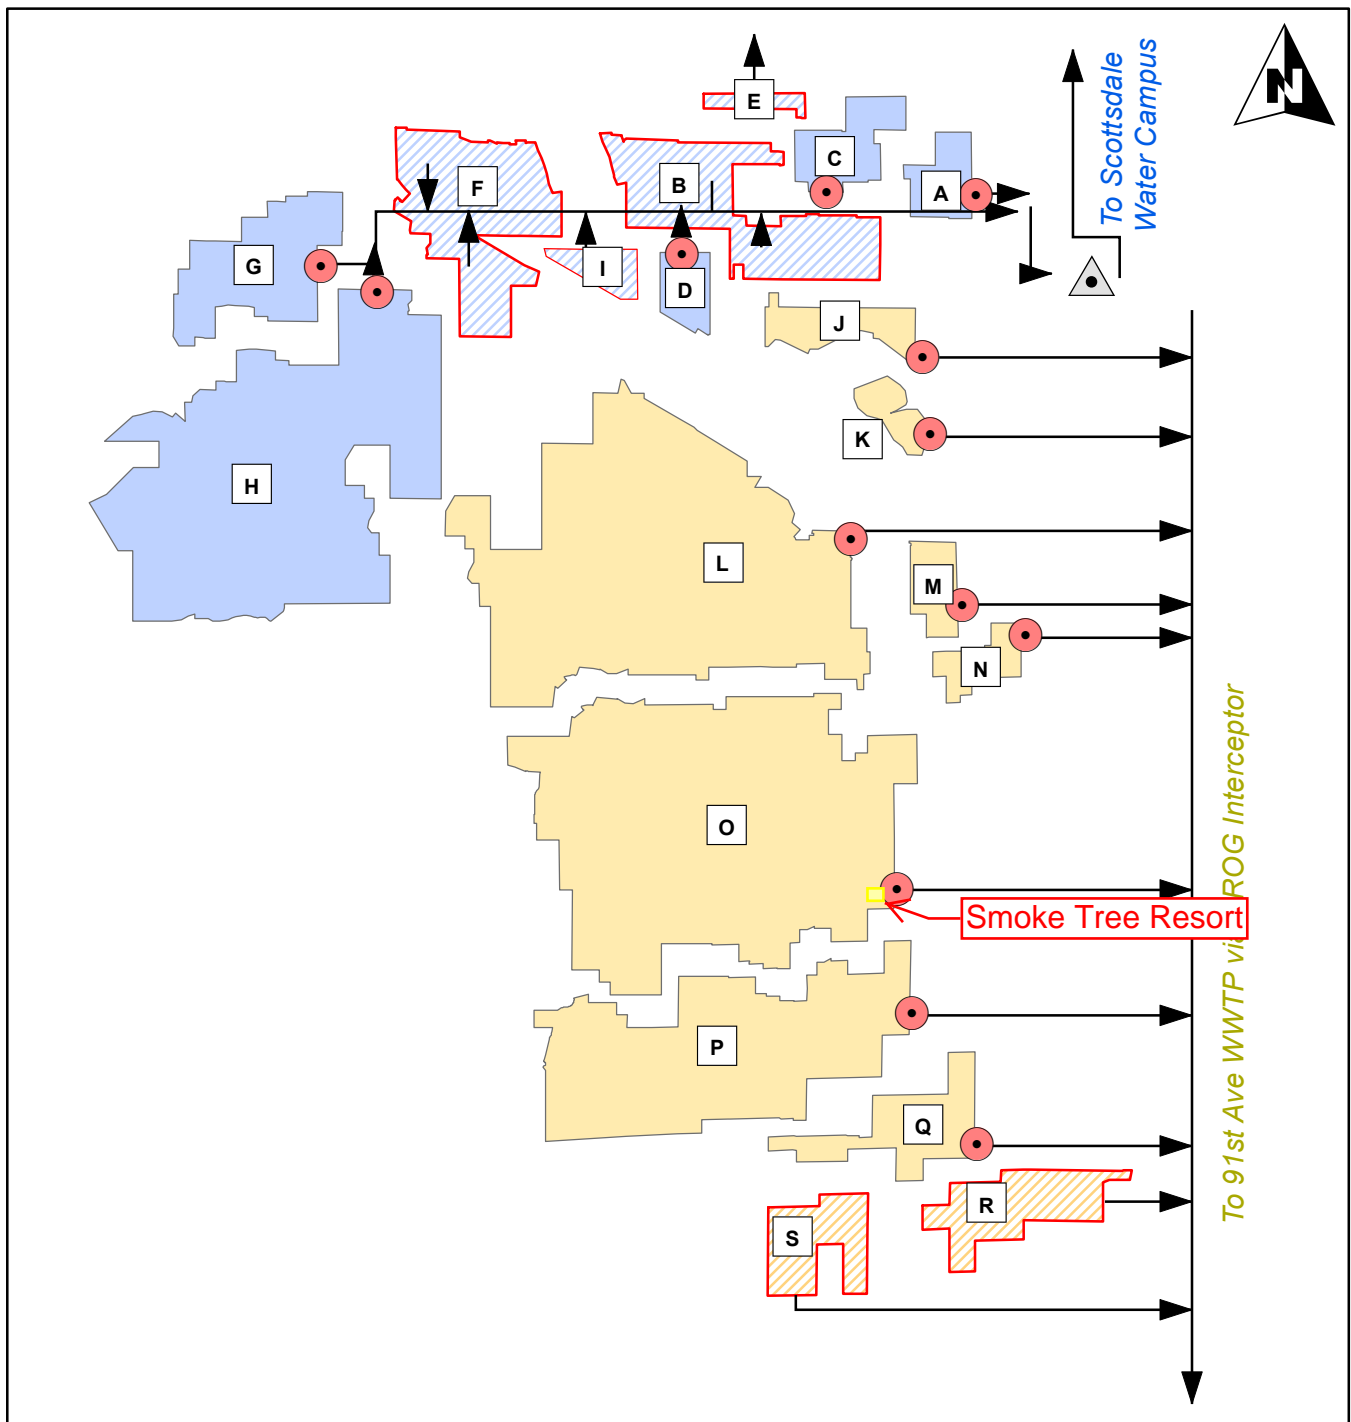 To Scottsdale
Water Campus
N
E
C
A
B
F
G
I
D
J
K
H
L
M
N
O
Smoke Tree Resort
To 91st Ave WWTP via ROG Interceptor
P
Q
R
S